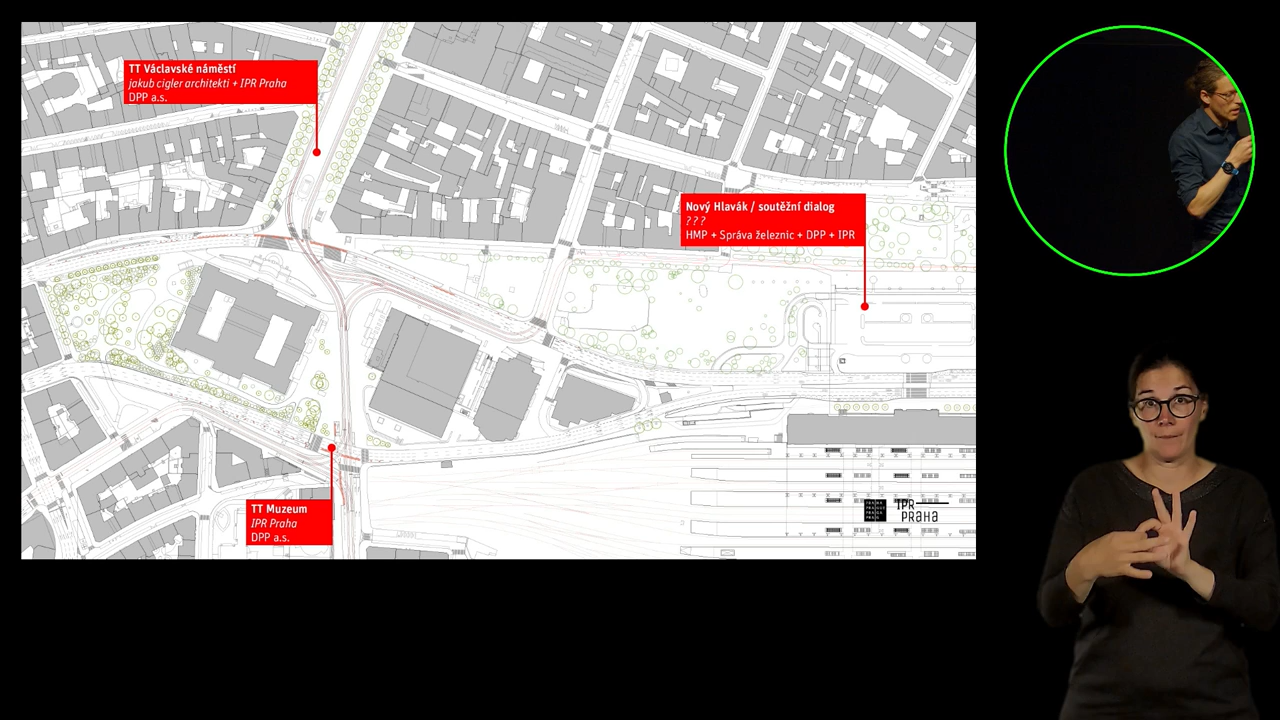 TT Václavské náměstí
jakub cigler architekti + IPR Praha
DPP a.s.
Nový Hlavák / soutěžní dialog
???
HMP + Správa železnic + DPP + IPR
TT Muzeum
IPR Praha
DPP a.s.
IPR
PRAHA